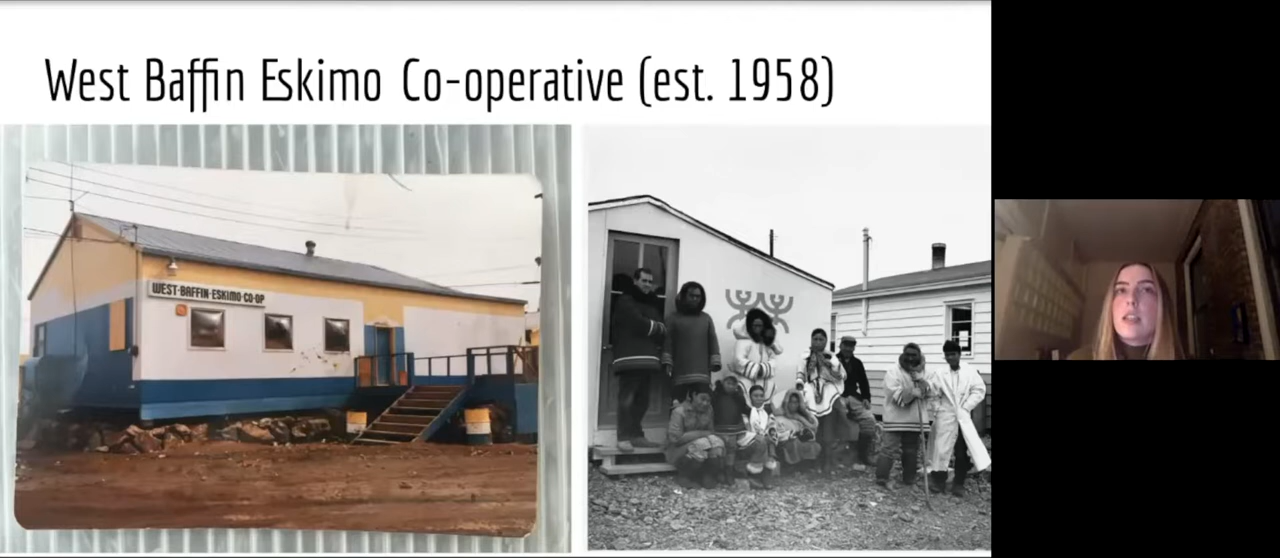 West Baffin Eskimo Co-operative (est. 1958)
WEST-BAFFIN-ESKIMO-CO-OP